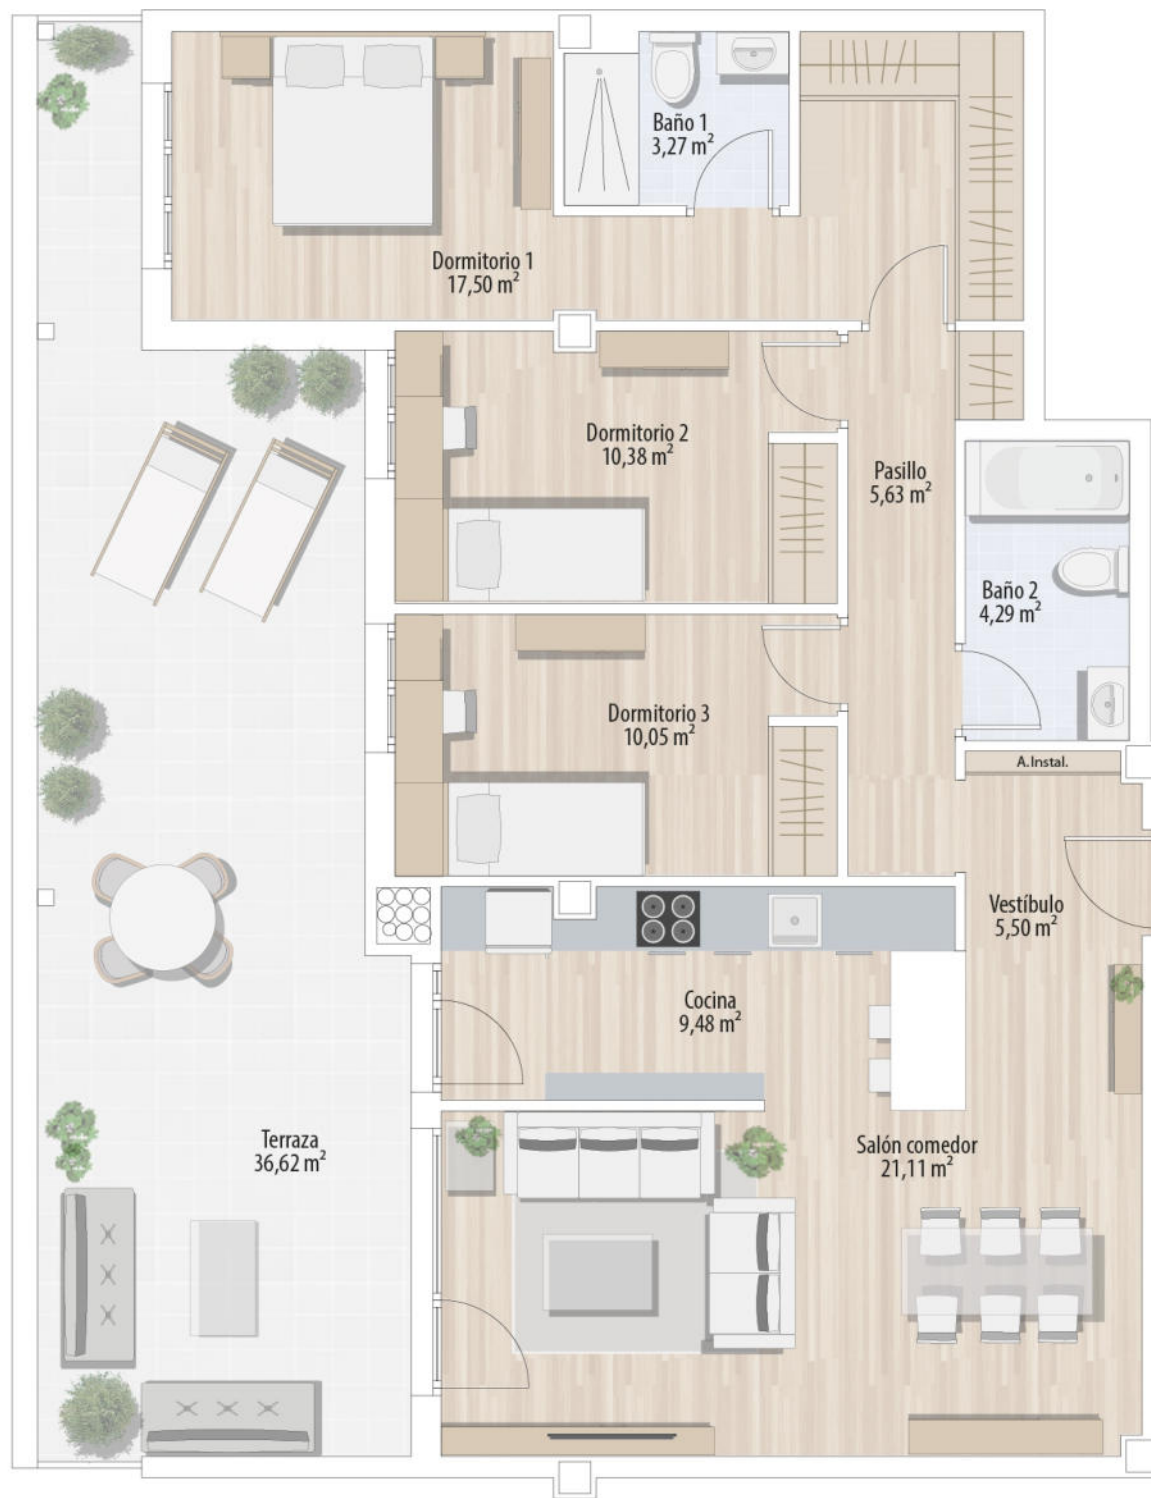 Baño 1
3,27 m²
Dormitorio 1
17,50 m²
Dormitorio 2
10,38 m²
Pasillo
5,63 m²
Baño 2
4,29 m²
Dormitorio 3
10,05 m²
A.Instal.
Vestíbulo
5,50 m²
Cocina
9,48 m²
Terraza
36,62 m²
Salón comedor
21,11 m²